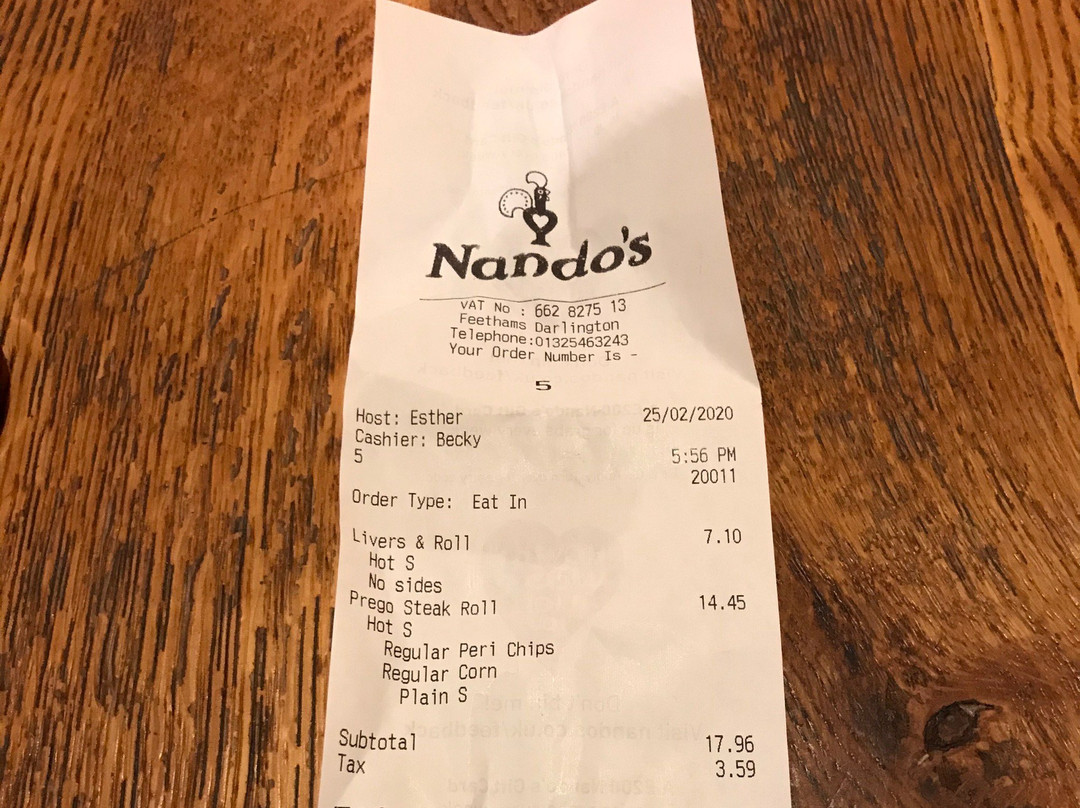 Nando's
VAT No : 662 8275 13
Feethams Darlington
Telephone:01325463243
Your Order Number Is -
5
Host: Esther 25/02/2020
Cashier: Becky
5 5:56 PM
20011
Order Type: Eat In
Livers & Roll 7.10
Hot S
No sides
Prego Steak Roll 14.45
Hot S
Regular Peri Chips
Regular Corn
Plain S
Subtotal 17.96
Tax 3.59